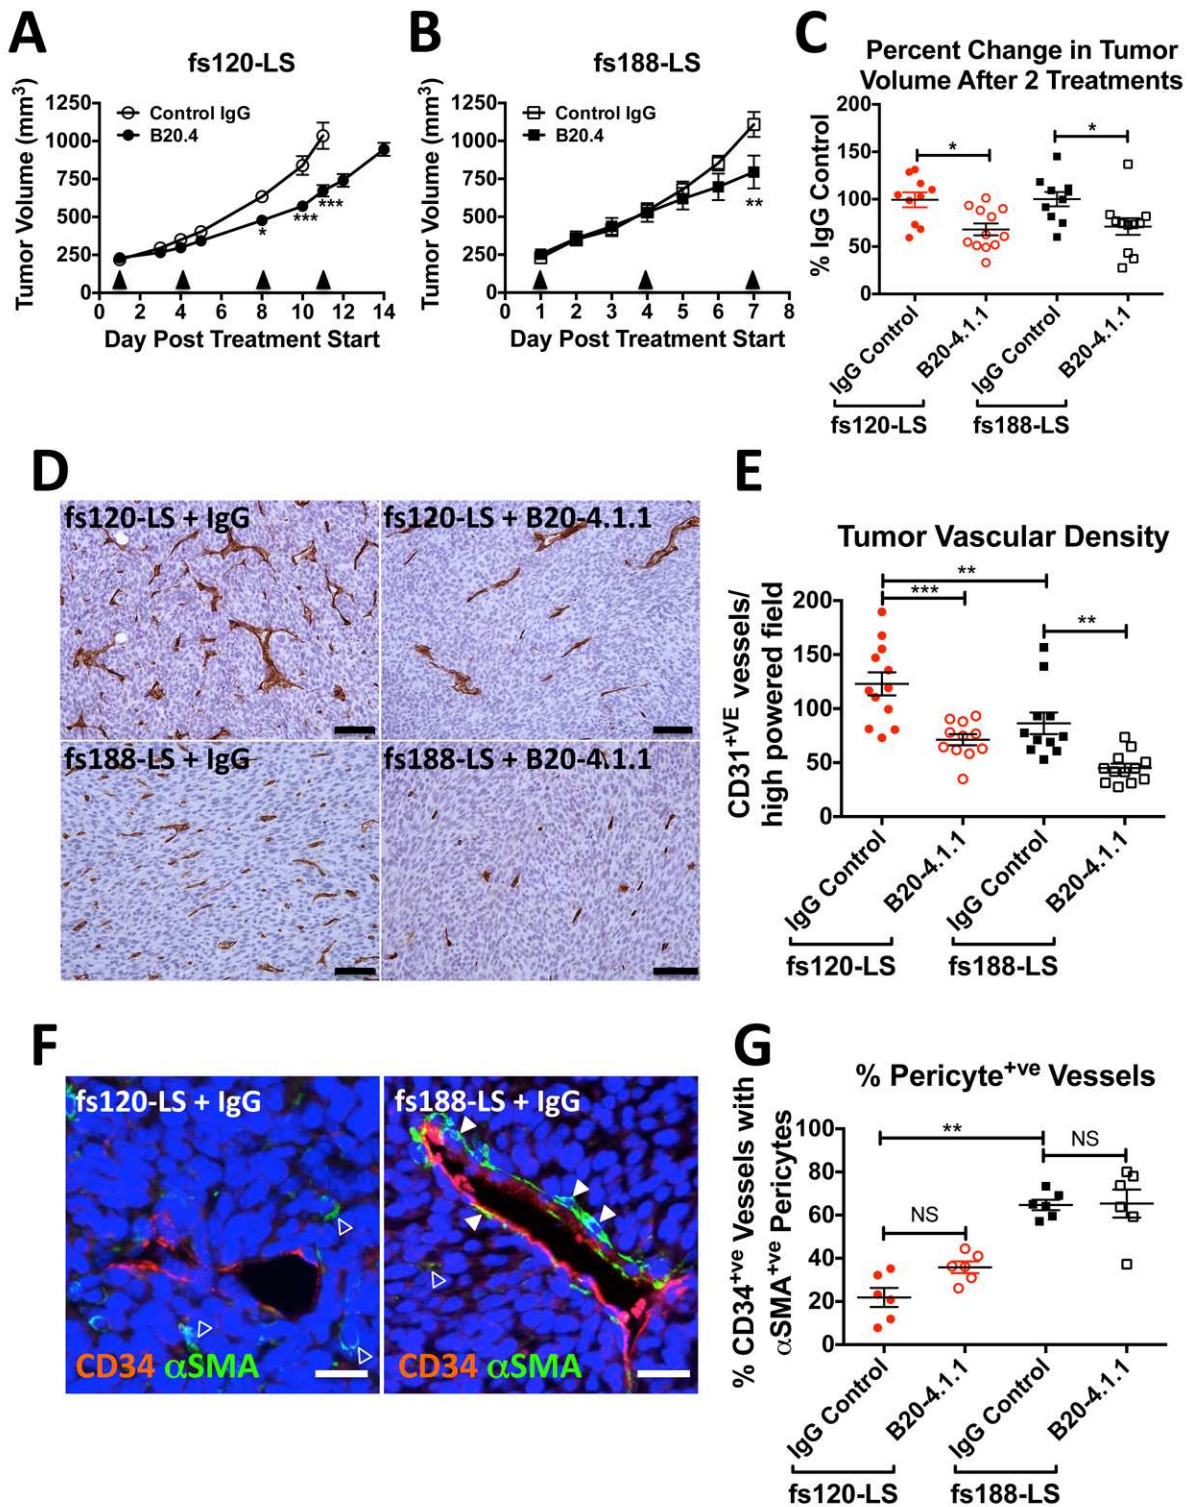 A
fs120-LS
Tumor Volume (mm3)
1250
1000
750
500
250
0
Control IgG
B20.4
*
***
***
0 2 4 6 8 10 12 14
Day Post Treatment Start
B
fs188-LS
Tumor Volume (mm3)
1250
1000
750
500
250
0
Control IgG
B20.4
**
0 1 2 3 4 5 6 7 8
Day Post Treatment Start
C
Percent Change in Tumor
Volume After 2 Treatments
% IgG Control
200
150
100
50
0
* *
IgG Control
B20-4.1.1
IgG Control
B20-4.1.1
fs120-LS fs188-LS
D
fs120-LS + IgG
fs120-LS + B20-4.1.1
fs188-LS + IgG
fs188-LS + B20-4.1.1
E
Tumor Vascular Density
CD31+VE vessels/
high powered field
200
150
100
50
0
**
***
**
IgG Control
B20-4.1.1
IgG Control
B20-4.1.1
fs120-LS fs188-LS
F
fs120-LS + IgG
CD34 αSMA
fs188-LS + IgG
CD34 αSMA
G
% Pericyte+ve Vessels
% CD34+ve Vessels with
αSMA+ve Pericytes
100
80
60
40
20
0
**
NS
NS
IgG Control
B20-4.1.1
IgG Control
B20-4.1.1
fs120-LS fs188-LS